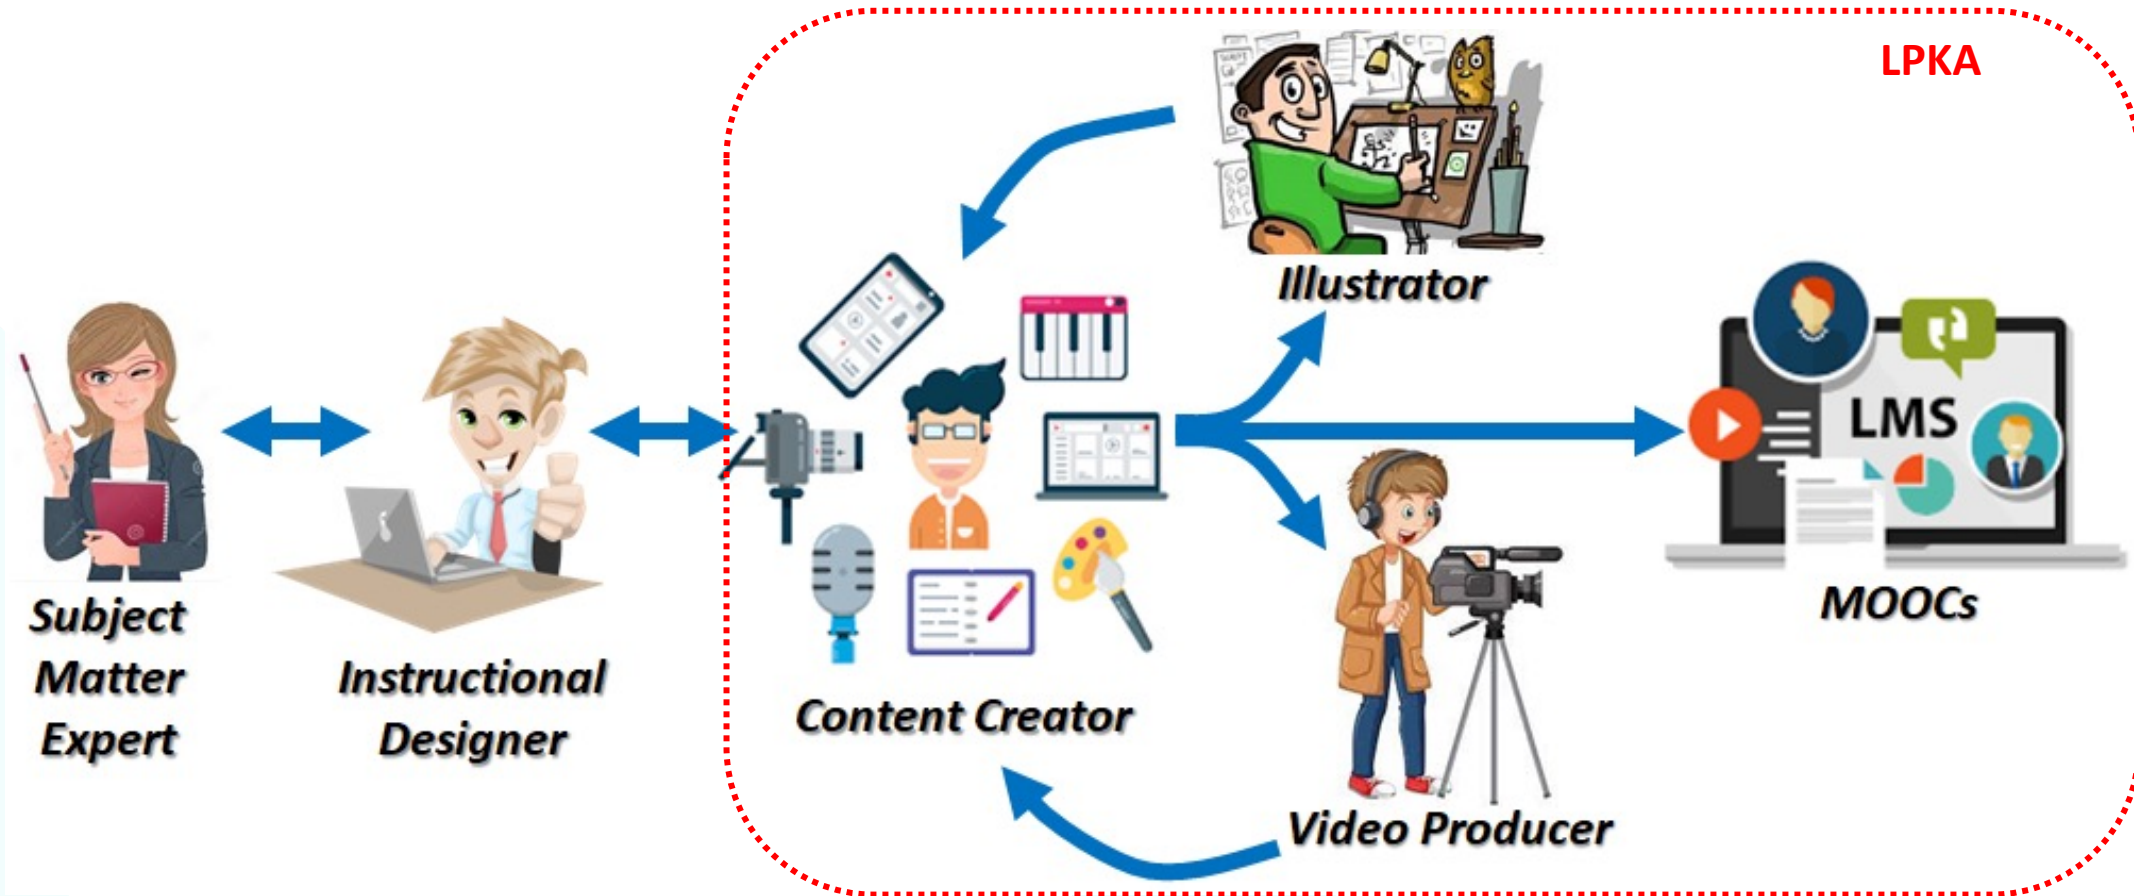 LPKA
Illustrator
LMS
Subject
Matter
Expert
Instructional
Designer
Content Creator
MOOCs
Video Producer